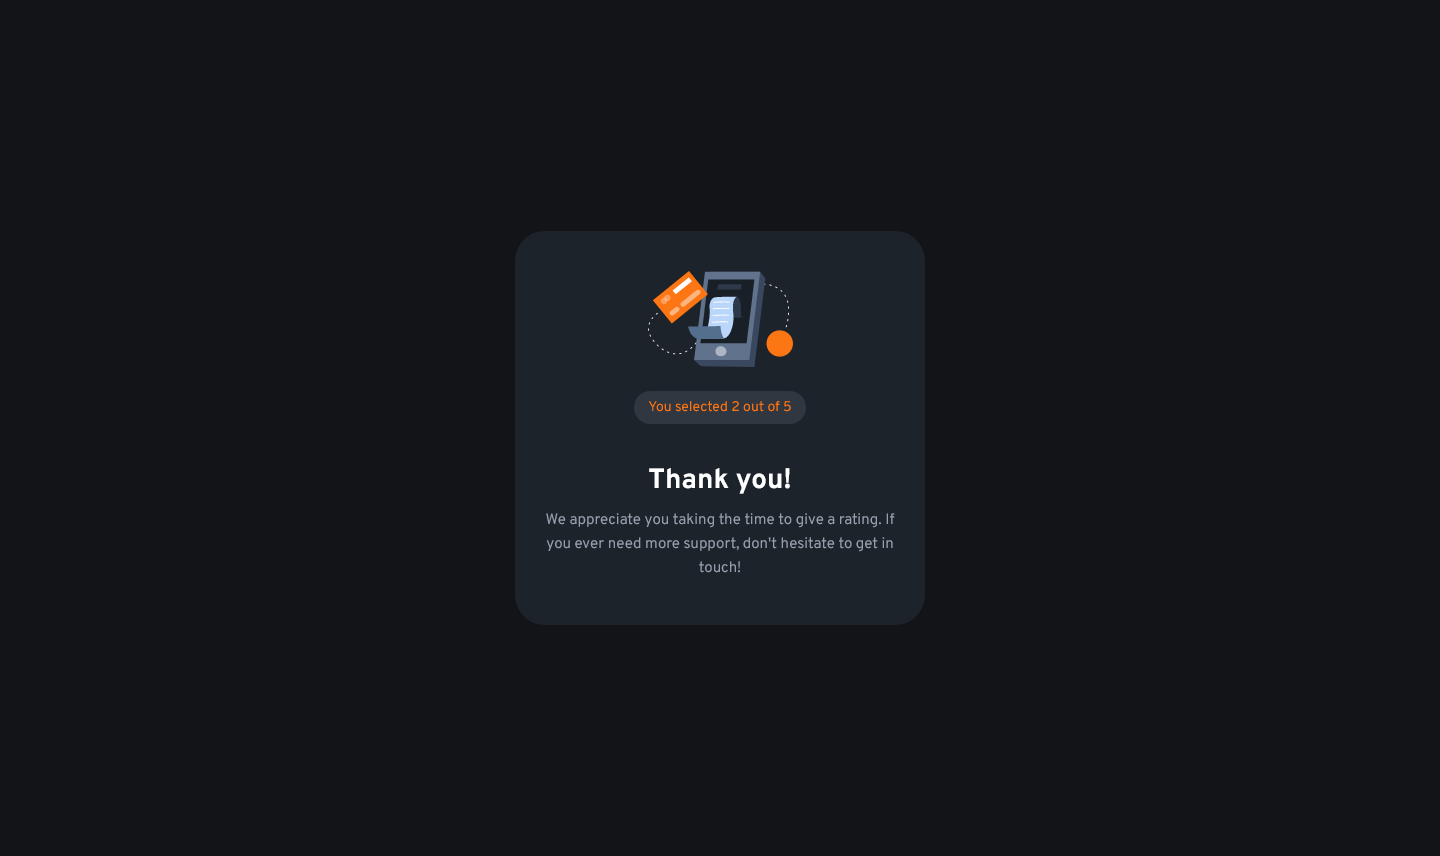 You selected 2 out of 5
Thank you!
We appreciate you taking the time to give a rating. If
you ever need more support, don't hesitate to get in
touch!